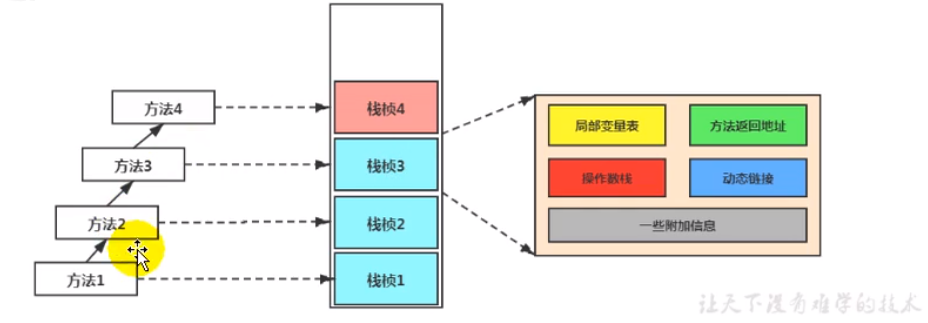 方法4
方法3
方法2
方法1
栈桢4
栈桢3
栈桢2
栈桢1
局部变量表
方法返回地址
操作数栈
动态链接
一些附加信息
让天下没有难学的技术